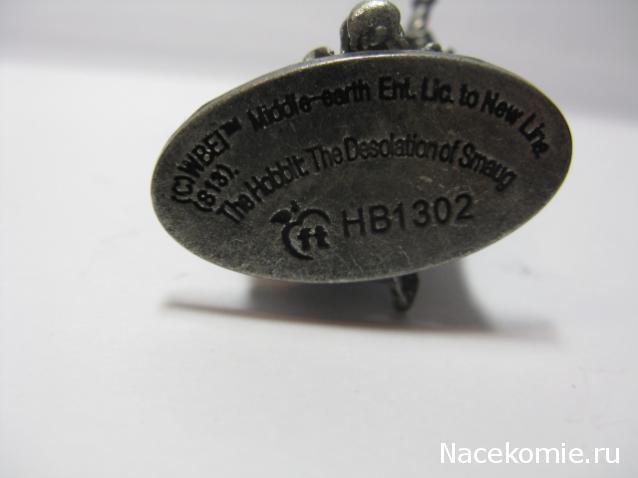 (C)WBEI™ Middle-earth Ent. Lic. to New Line.
(S13).
The Hobbit: The Desolation of Smaug
ft HB1302
Nacekomie.ru